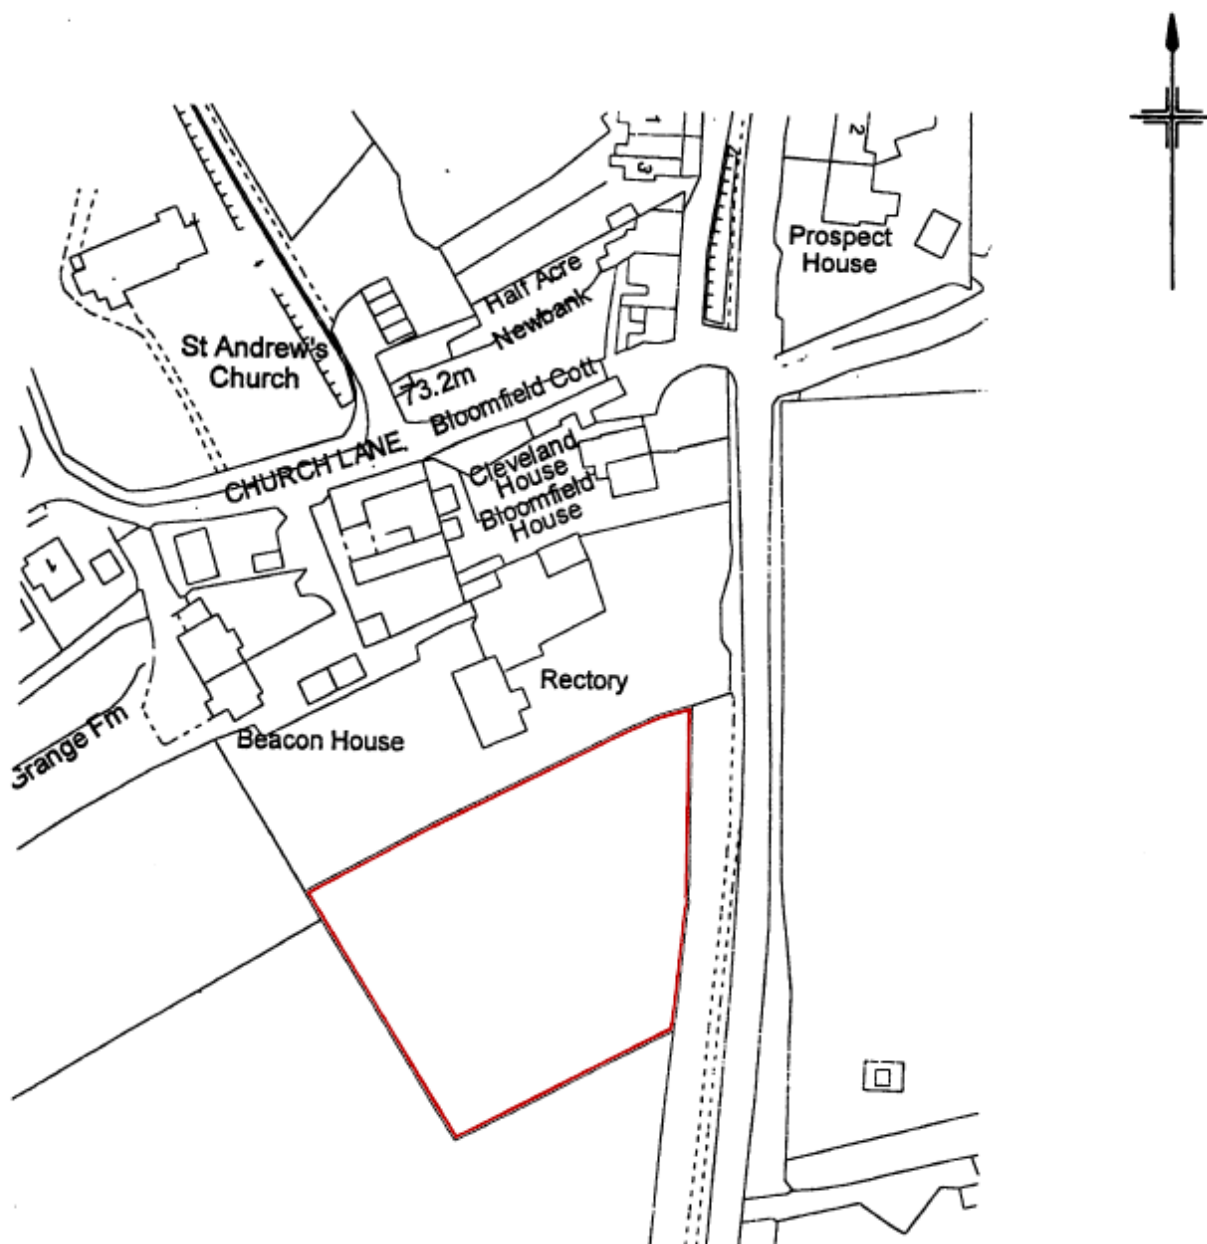 1
3
2
Prospect
House
Half Acre
Newbank
St Andrew's
Church
73.2m
Bloomfield Cott
CHURCH LANE
Cleveland
House
Bloomfield
House
1
Rectory
Beacon House
Grange Fm